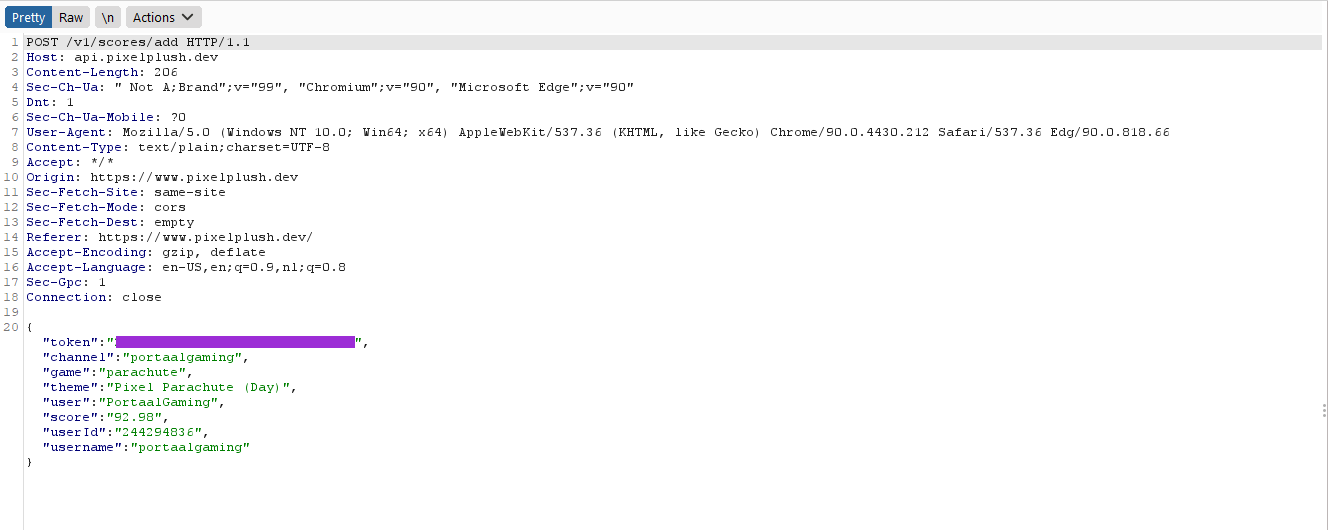 Pretty Raw \n Actions
1 POST /v1/scores/add HTTP/1.1
2 Host: api.pixelplush.dev
3 Content-Length: 206
4 Sec-Ch-Ua: " Not A;Brand";v="99", "Chromium";v="90", "Microsoft Edge";v="90"
5 Dnt: 1
6 Sec-Ch-Ua-Mobile: ?0
7 User-Agent: Mozilla/5.0 (Windows NT 10.0; Win64; x64) AppleWebKit/537.36 (KHTML, like Gecko) Chrome/90.0.4430.212 Safari/537.36 Edg/90.0.818.66
8 Content-Type: text/plain;charset=UTF-8
9 Accept: */*
10 Origin: https://www.pixelplush.dev
11 Sec-Fetch-Site: same-site
12 Sec-Fetch-Mode: cors
13 Sec-Fetch-Dest: empty
14 Referer: https://www.pixelplush.dev/
15 Accept-Encoding: gzip, deflate
16 Accept-Language: en-US,en;q=0.9,nl;q=0.8
17 Sec-Gpc: 1
18 Connection: close
19
20 {
"token":"",
"channel":"portaalgaming",
"game":"parachute",
"theme":"Pixel Parachute (Day)",
"user":"PortaalGaming",
"score":"92.98",
"userId":"244294836",
"username":"portaalgaming"
}